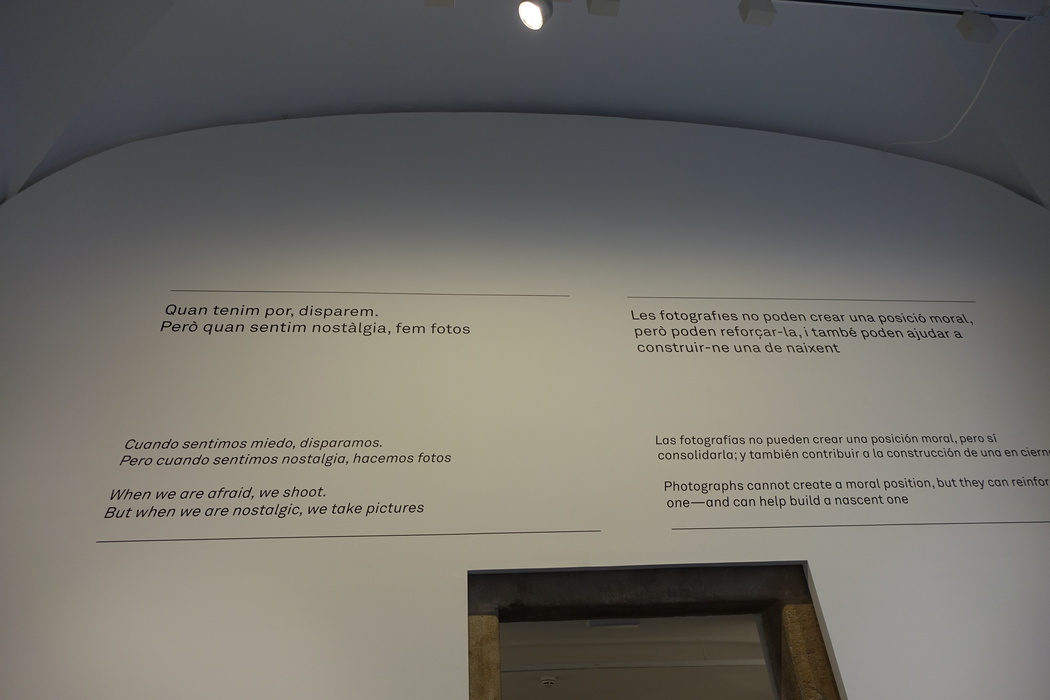 Quan tenim por, disparem.
Però quan sentim nostàlgia, fem fotos
Cuando sentimos miedo, disparamos.
Pero cuando sentimos nostalgia, hacemos fotos
When we are afraid, we shoot.
But when we are nostalgic, we take pictures
Les fotografies no poden crear una posició moral,
però poden reforçar-la, i també poden ajudar a
construir-ne una de naixent
Las fotografías no pueden crear una posición moral, pero sí
consolidarla; y también contribuir a la construcción de una en
Photographs cannot create a moral position, but they can
one—and can help build a nascent one